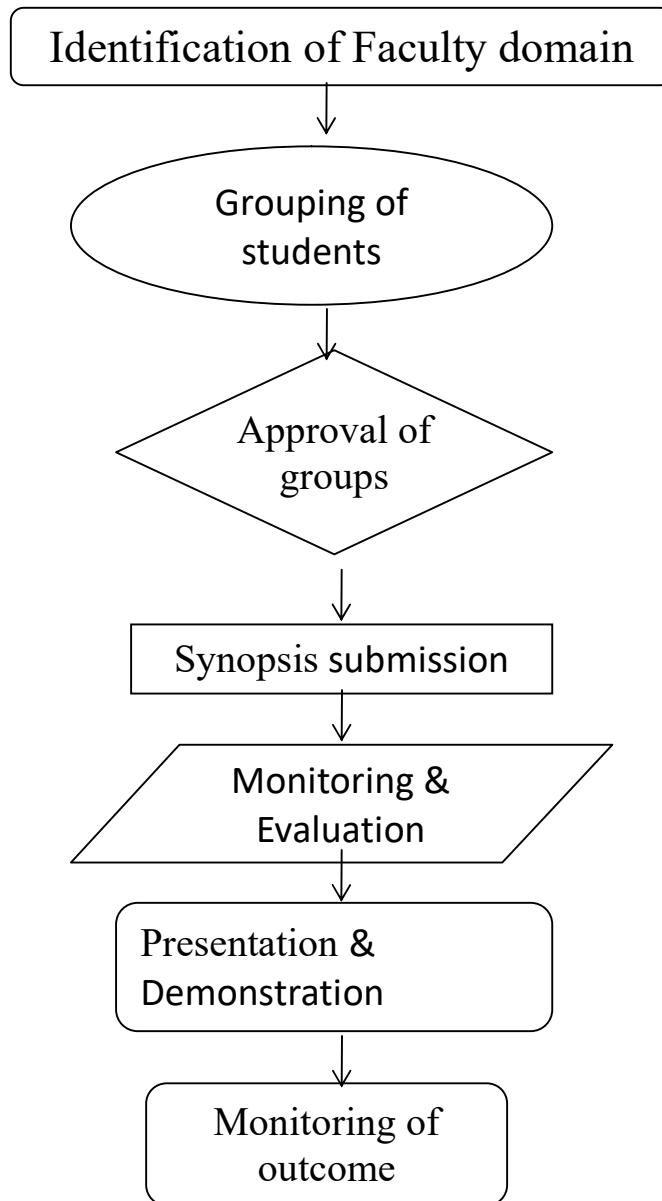 Identification of Faculty domain
Grouping of
students
Approval of
groups
Synopsis submission
Monitoring &
Evaluation
Presentation &
Demonstration
Monitoring of
outcome